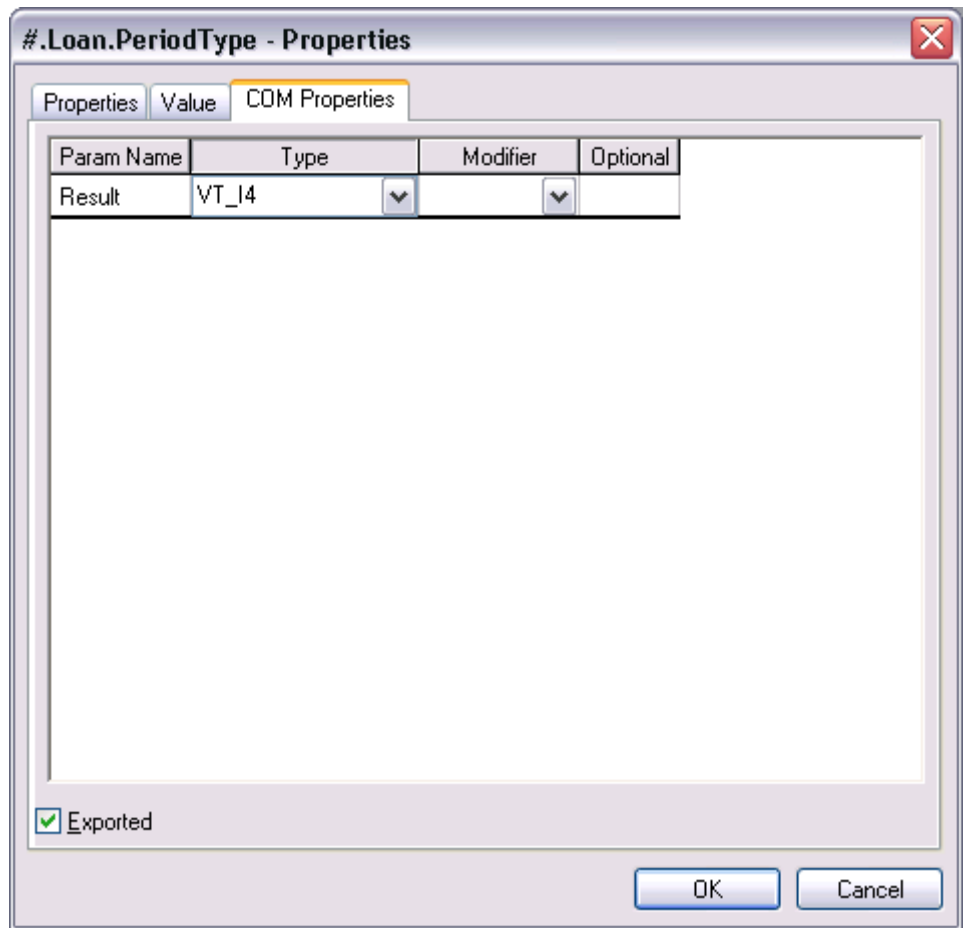 #.Loan.PeriodType - Properties
Properties Value COM Properties
Param Name Type Modifier Optional
Result VT_I4
Exported
OK Cancel